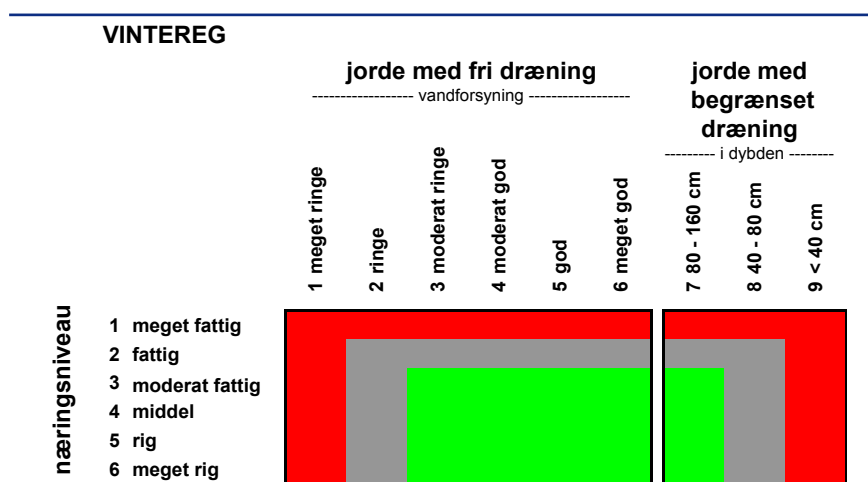 VINTEREG
jorde med fri dræning
------------------ vandforsyning ------------------
jorde med
begrænset
dræning
--------- i dybden --------
1 meget ringe
2 ringe
3 moderat ringe
4 moderat god
5 god
6 meget god
7 80 - 160 cm
8 40 - 80 cm
9 < 40 cm
næringsniveau
1 meget fattig
2 fattig
3 moderat fattig
4 middel
5 rig
6 meget rig